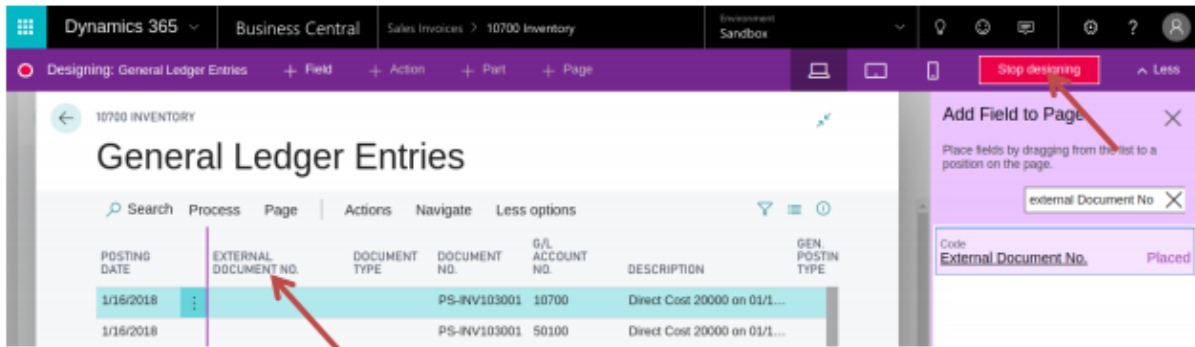 Dynamics 365 Business Central Sales Invoices > 10700 Inventory Environment
Sandbox ?
Designing: General Ledger Entries + Field + Action + Part + Page Stop designing Less
10700 INVENTORY
General Ledger Entries
Search Process Page Actions Navigate Less options
POSTING DATE EXTERNAL DOCUMENT NO. DOCUMENT TYPE DOCUMENT NO. G/L ACCOUNT NO. DESCRIPTION GEN. POSTIN TYPE
1/16/2018 PS-INV103001 10700 Direct Cost 20000 on 01/1...
1/16/2018 PS-INV103001 50100 Direct Cost 20000 on 01/1...
Add Field to Page
Place fields by dragging from the list to a
position on the page.
external Document No
Code
External Document No. Placed